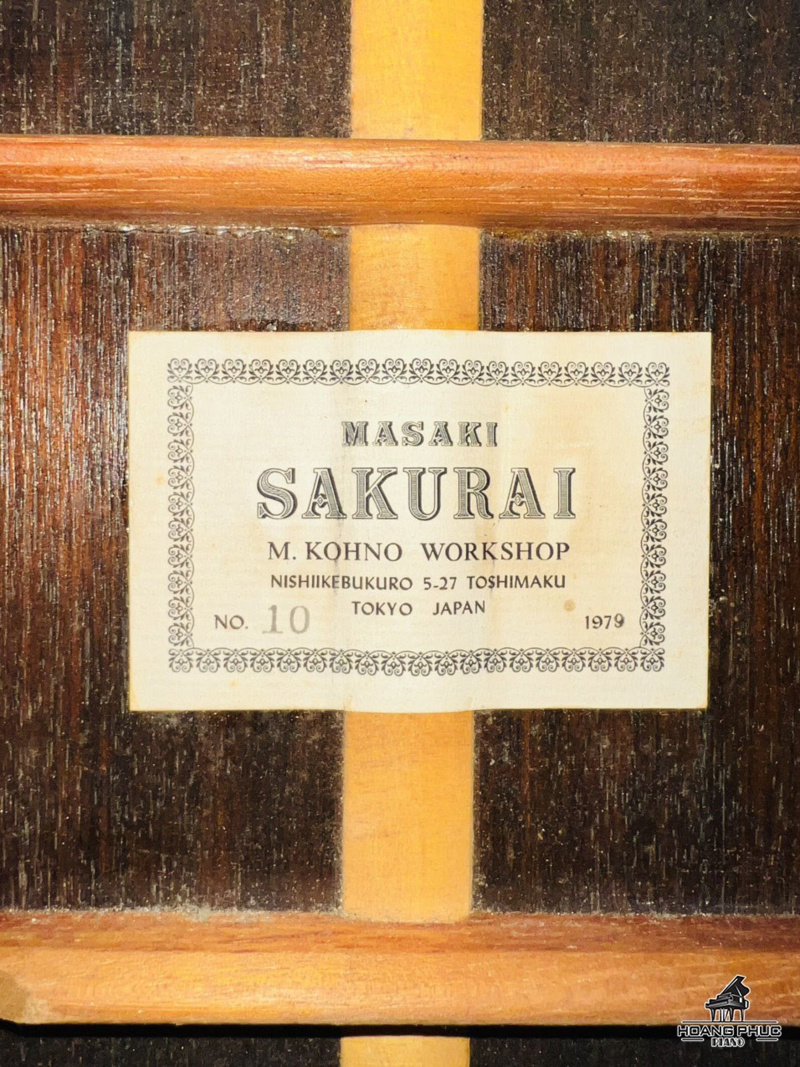 MASAKI
SAKURAI
M. KOHNO WORKSHOP
NISHIIKEBUKURO 5-27 TOSHIMAKU
TOKYO JAPAN
NO. 10
1979
HOANG PHUC
PIANO